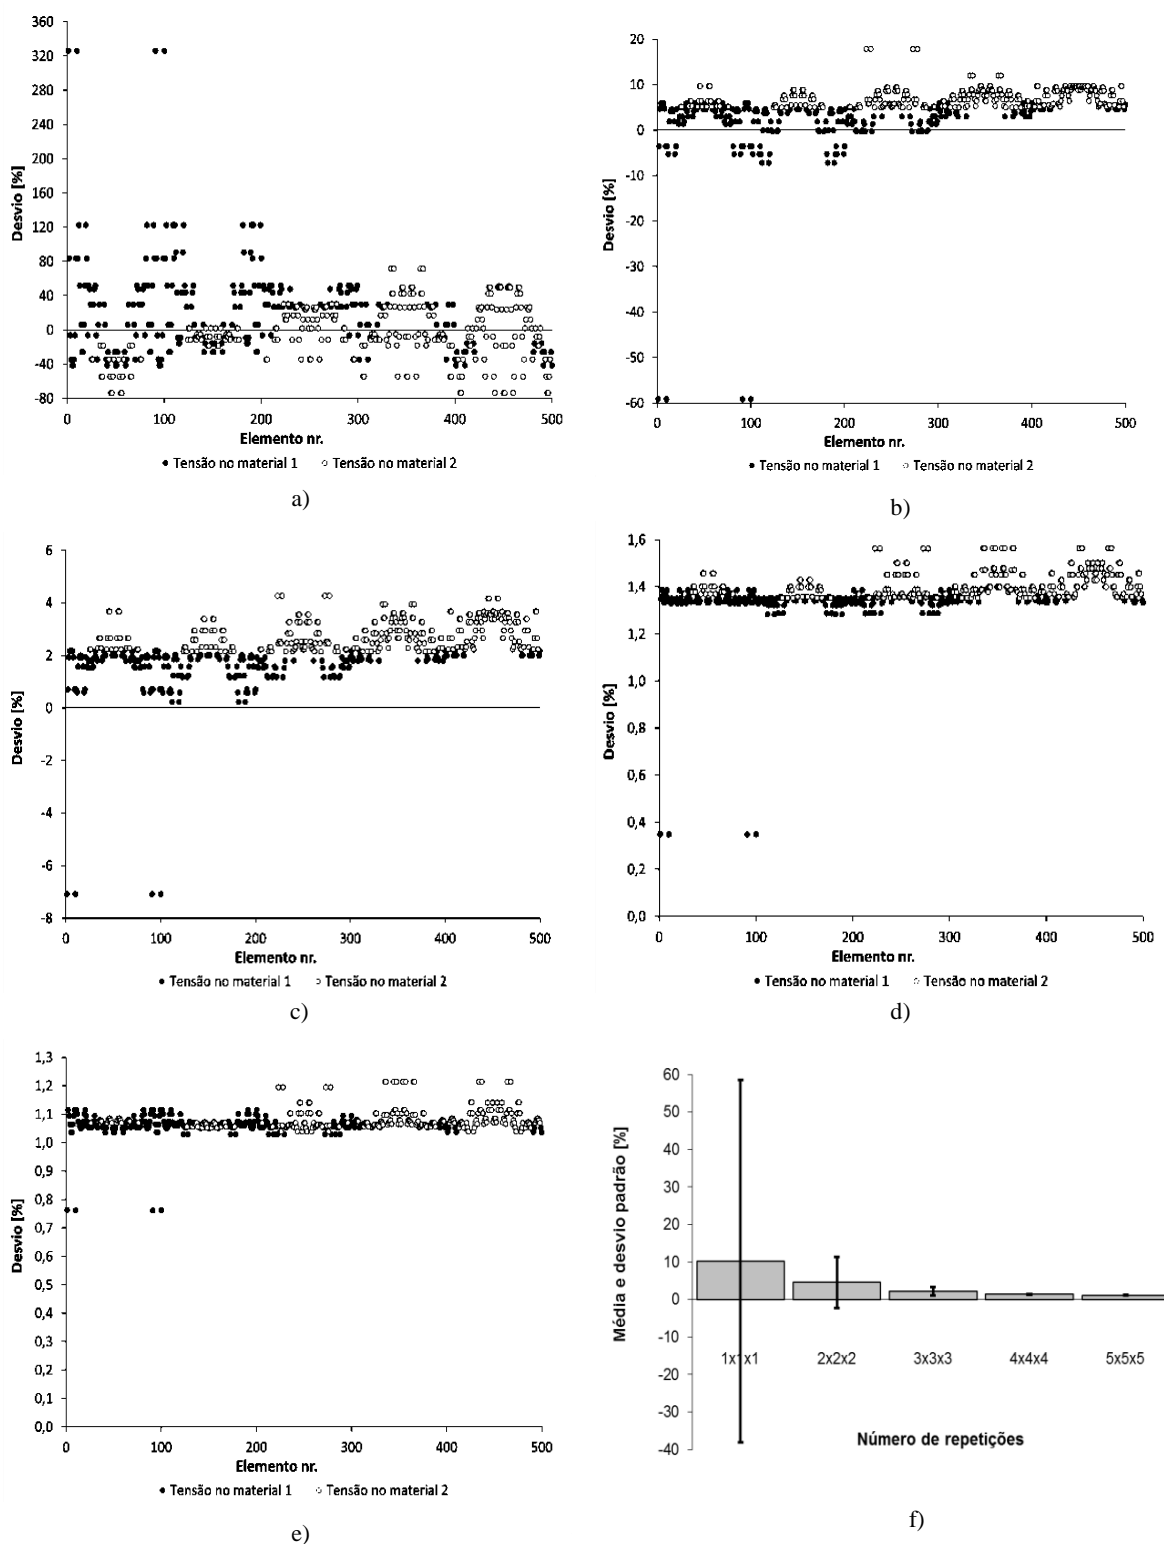 360
320
280
240
200
160
120
80
40
0
-40
-80
Desvio [%]
0 100 200 300 400 500
Elemento nr.
Tensão no material 1 Tensão no material 2
a)
20
10
0
-10
-20
-30
-40
-50
-60
Desvio [%]
0 100 200 300 400 500
Elemento nr.
Tensão no material 1 Tensão no material 2
b)
6
4
2
0
-2
-4
-6
-8
Desvio [%]
0 100 200 300 400 500
Elemento nr.
Tensão no material 1 Tensão no material 2
c)
1,6
1,4
1,2
1,0
0,8
0,6
0,4
0,2
0,0
Desvio [%]
0 100 200 300 400 500
Elemento nr.
Tensão no material 1 Tensão no material 2
d)
1,3
1,2
1,1
1,0
0,9
0,8
0,7
0,6
0,5
0,4
0,3
0,2
0,1
0,0
Desvio [%]
0 100 200 300 400 500
Elemento nr.
Tensão no material 1 Tensão no material 2
e)
60
50
40
30
20
10
0
-10
-20
-30
-40
Média e desvio padrão [%]
1x1x1 2x2x2 3x3x3 4x4x4 5x5x5
Número de repetições
f)